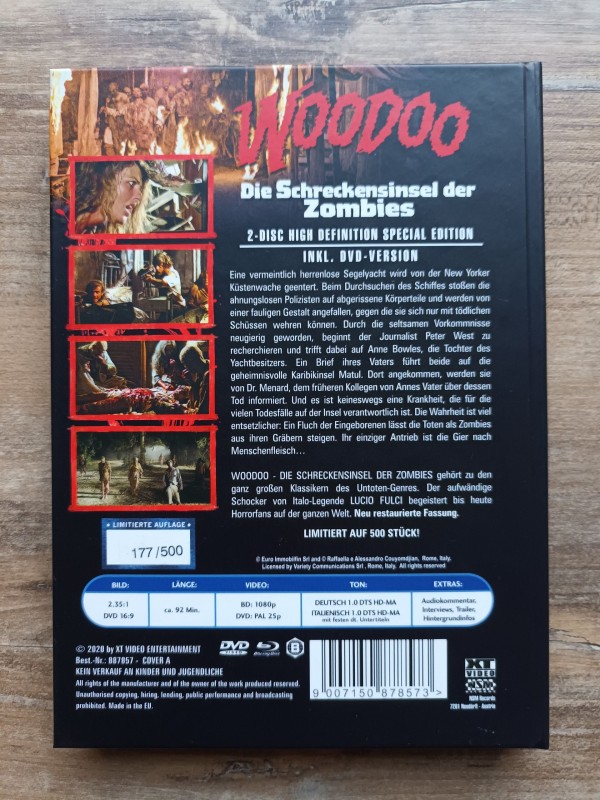 WOODOO
Die Schreckensinsel der
Zombies
2-DISC HIGH DEFINITION SPECIAL EDITION
INKL. DVD-VERSION
Eine vermeintlich herrenlose Segelyacht wird von der New Yorker
Küstenwache geentert. Beim Durchsuchen des Schiffes stoßen die
ahnungslosen Polizisten auf abgerissene Körperteile und werden von
einer fauligen Gestalt angefallen, gegen die sie sich nur mit tödlichen
Schüssen wehren können. Durch die seltsamen Vorkommnisse
neugierig geworden, beginnt der Journalist Peter West zu
recherchieren und trifft dabei auf Anne Bowles, die Tochter des
Yachtbesitzers. Ein Brief ihres Vaters führt beide auf die
geheimnisvolle Karibikinsel Matul. Dort angekommen, werden sie
von Dr. Menard, dem früheren Kollegen von Annes Vater über dessen
Tod informiert. Und es ist keineswegs eine Krankheit, die für die
vielen Todesfälle auf der Insel verantwortlich ist. Die Wahrheit ist viel
entsetzlicher: Ein Fluch der Eingeborenen lässt die Toten als Zombies
aus ihren Gräbern steigen. Ihr einziger Antrieb ist die Gier nach
Menschenfleisch...
WOODOO - DIE SCHRECKENSINSEL DER ZOMBIES gehört zu den
ganz großen Klassikern des Untoten-Genres. Der aufwändige
Schocker von Italo-Legende LUCIO FULCI begeistert bis heute
Horrorfans auf der ganzen Welt. Neu restaurierte Fassung.
LIMITIERT AUF 500 STÜCK!
LIMITIERTE AUFLAGE
177/500
© Euro Immobilfin Srl and © Raffaella e Alessandro Couyomdjian, Rome, Italy.
Licensed by Variety Communications Srl, Rome, Italy. All rights reserved
BILD: LÄNGE: VIDEO: TON: EXTRAS:
2.35:1
DVD 16:9
ca. 92 Min.
BD: 1080p
DVD: PAL 25p
DEUTSCH 1.0 DTS HD-MA
ITALIENISCH 1.0 DTS HD-MA
mit festen dt. Untertiteln
Audiokommentar,
Interviews, Trailer,
Hintergrundinfos
© 2020 by XT VIDEO ENTERTAINMENT
Best.-Nr.: 887857 - COVER A
KEIN VERKAUF AN KINDER UND JUGENDLICHE
All rights of the manufacturer and of the owner of the work produced reserved.
Unauthorised copying, hiring, lending, public performance and broadcasting
prohibited. Made in the EU.
DVD
VIDEO
Blu-ray Disc
B
9 007150 878573 >
XT
VIDEO
NSM
NSM Records
7201 Neudörfl - Austria